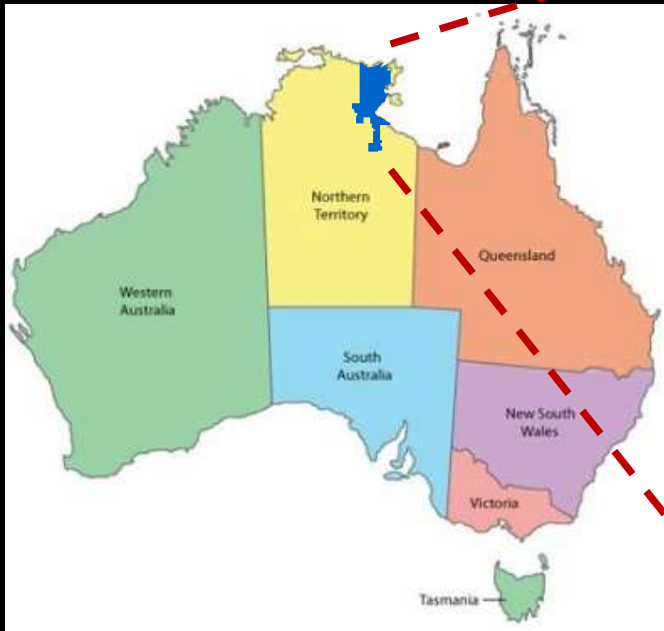 Northern
Territory
Queensland
Western
Australia
South
Australia
New South
Wales
Victoria
Tasmania